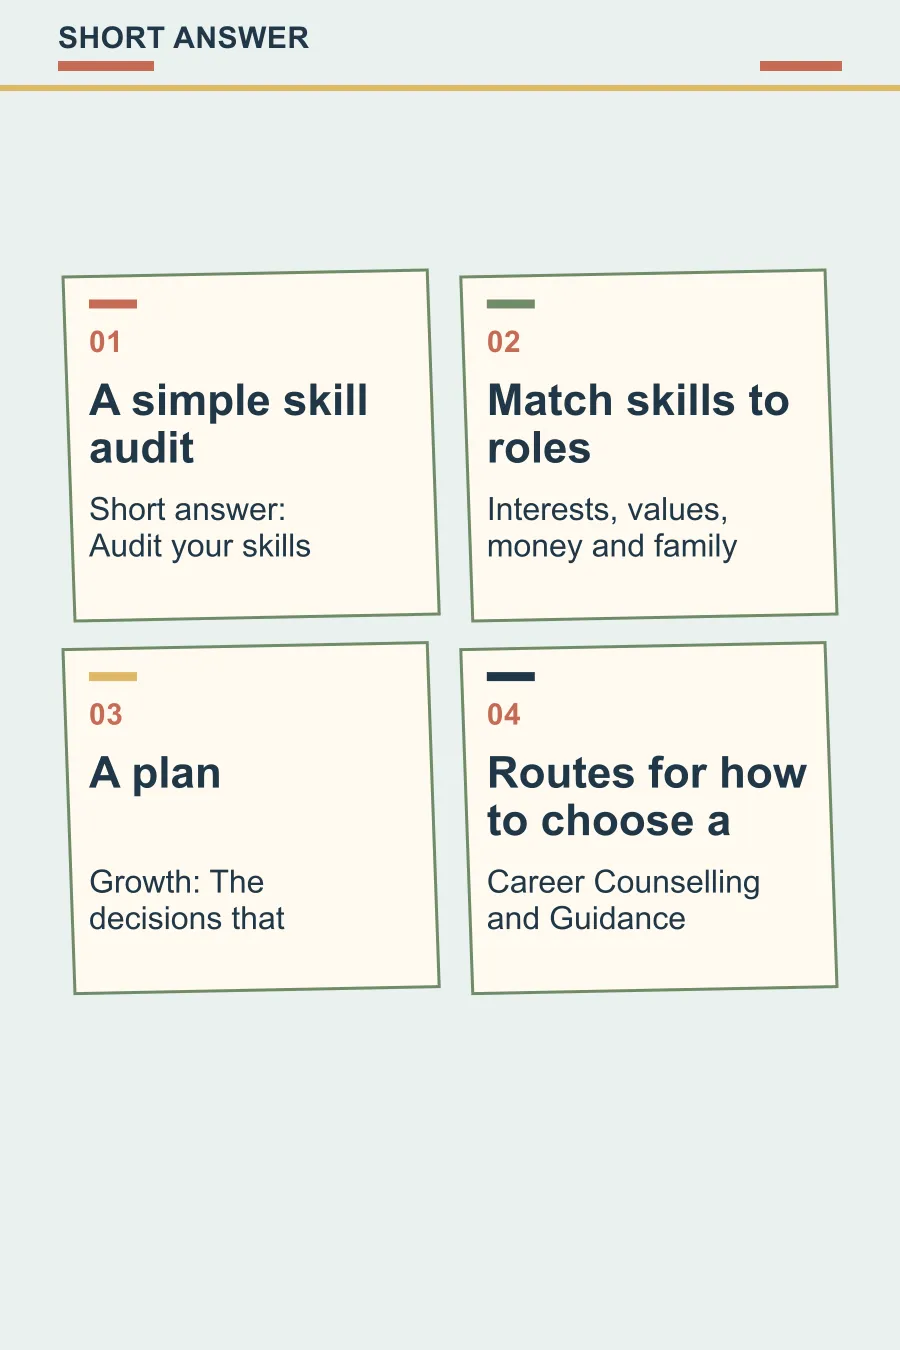 SHORT ANSWER
01
A simple skill
audit
Short answer:
Audit your skills
02
Match skills to
roles
Interests, values,
money and family
03
A plan
Growth: The
decisions that
04
Routes for how
to choose a
Career Counselling
and Guidance